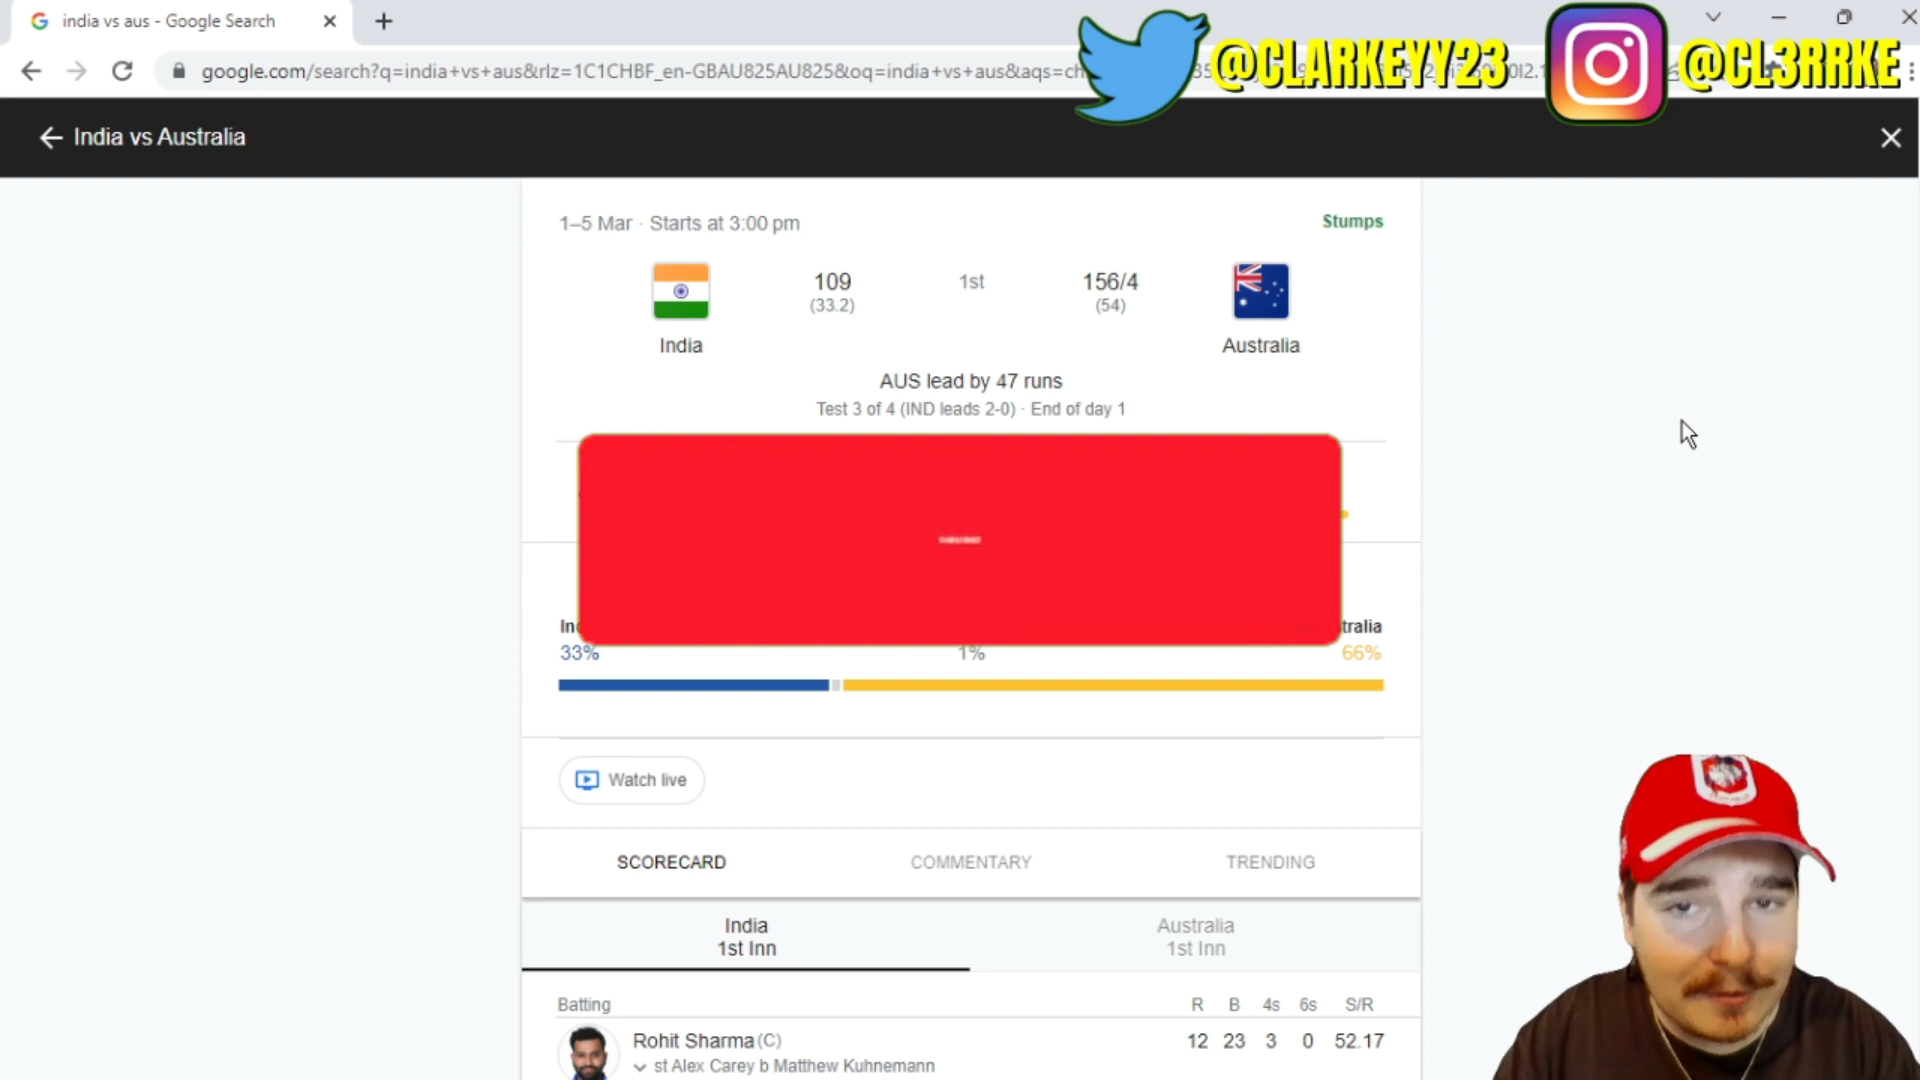 india vs aus - Google Search
google.com/search?q=india+vs+aus&rlz=1C1CHBF_en-GBAU825AU825&oq=india+vs+aus&aqs=ch
@CLARKEYY23
@CL3RRKE
India vs Australia
1–5 Mar · Starts at 3:00 pm
Stumps
109
1st
156/4
(33.2)
(54)
India
Australia
AUS lead by 47 runs
Test 3 of 4 (IND leads 2-0) · End of day 1
In
tralia
33%
1%
66%
Watch live
SCORECARD
COMMENTARY
TRENDING
India
1st Inn
Australia
1st Inn
Batting
R B 4s 6s S/R
Rohit Sharma (C)
12 23 3 0 52.17
st Alex Carey b Matthew Kuhnemann